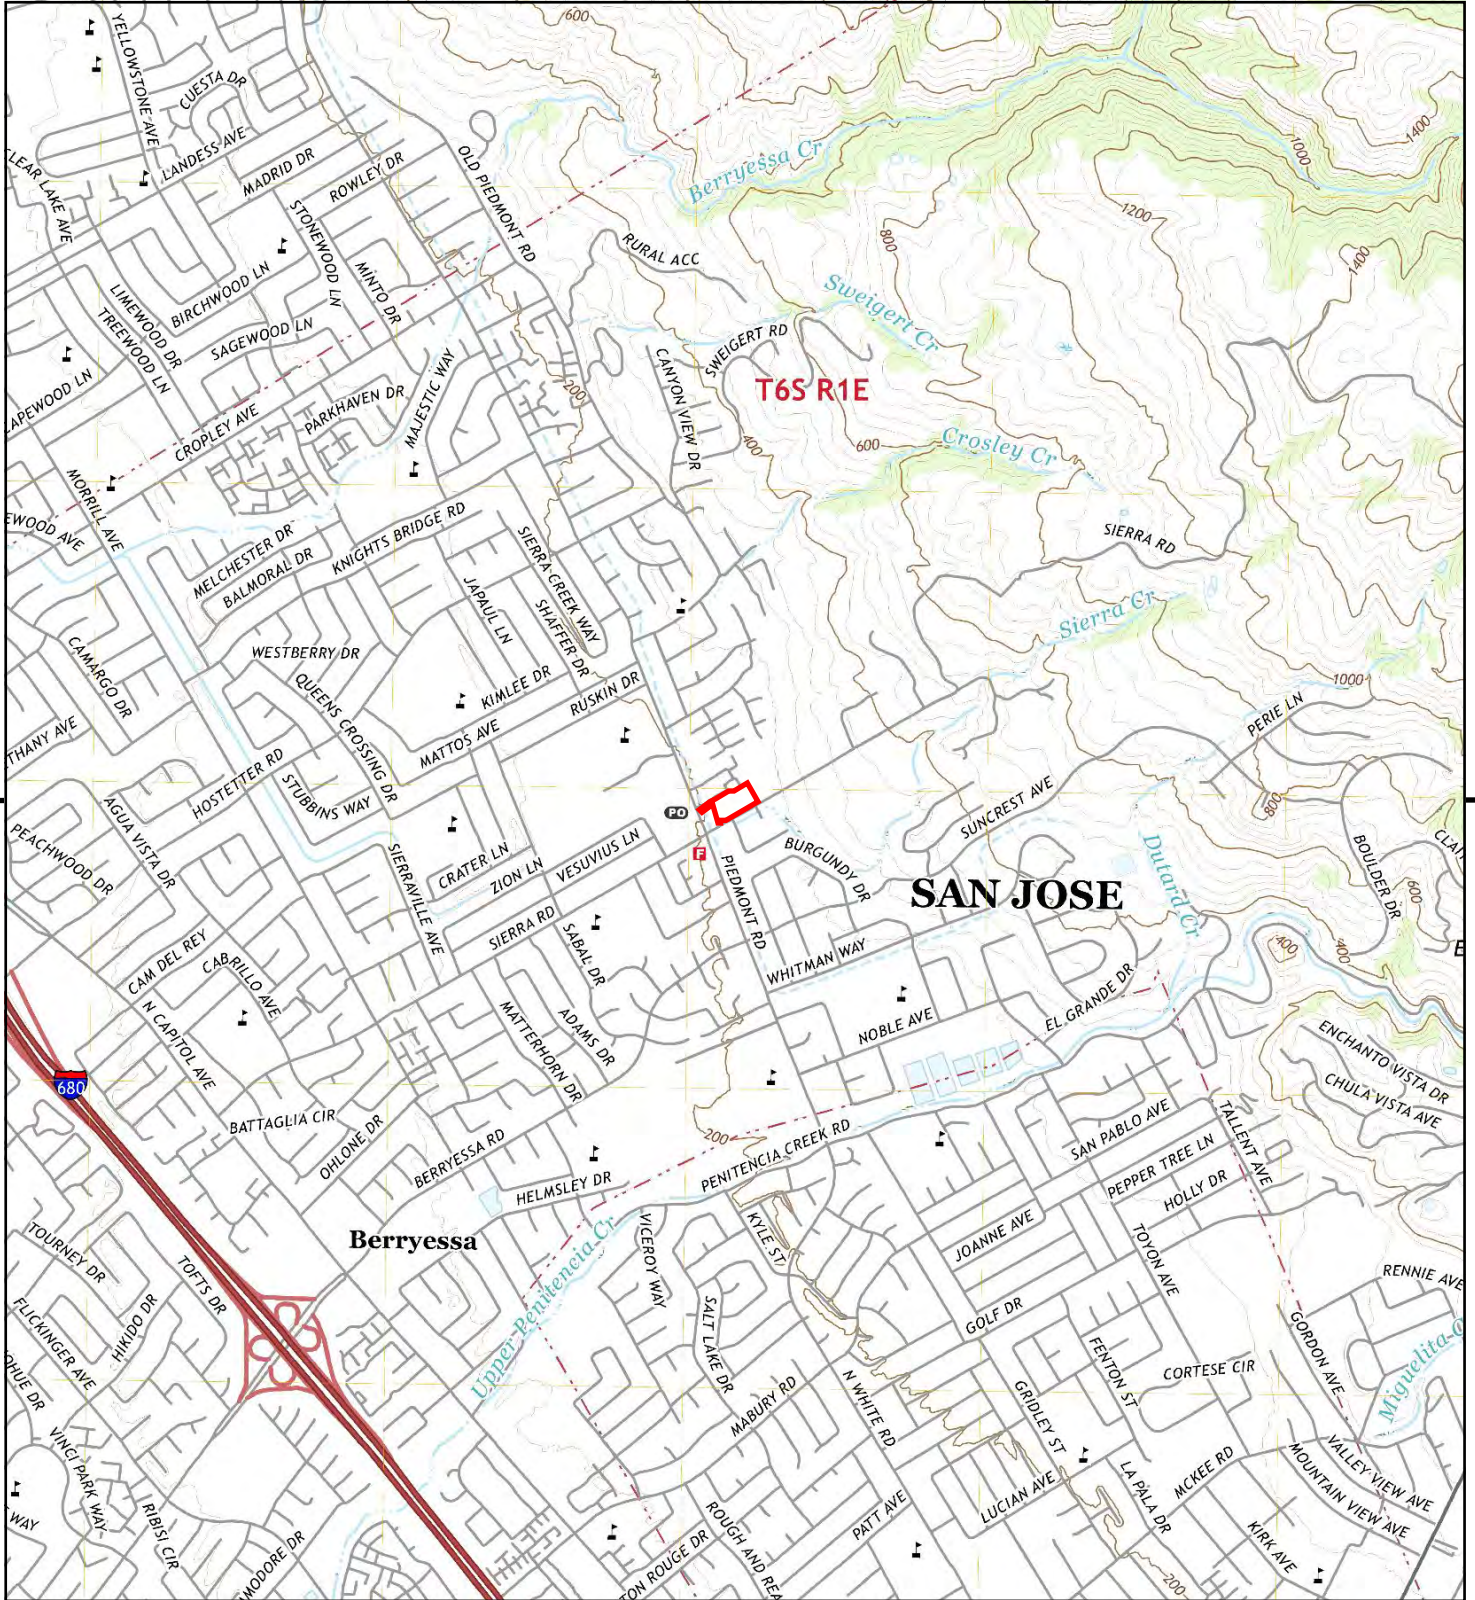 600
YELLOWSTONE AVE
CUESTA DR
LANDESS AVE
MADRID DR
ROWLEY DR
OLD PIEDMONT RD
Berryessa Cr
1000
1400
CLEAR LAKE AVE
STONEWOOD LN
MINTO DR
RURAL ACC
800
1200
1400
BIRCHWOOD LN
LIMEWOOD DR
TREEWOOD LN
SAGEWOOD LN
Sweigert Cr
SWEIGERT RD
CANYON VIEW DR
T6S R1E
200
MAJESTIC WAY
PARKHAVEN DR
CROPLEY AVE
CAPEWOOD LN
400
600
Crosley Cr
MORRILL AVE
EWOOD AVE
KNIGHTS BRIDGE RD
MELCHESTER DR
BALMORAL DR
SIERRA CREEK WAY
SHAFFER DR
JAPAUL LN
SIERRA RD
Sierra Cr
WESTBERRY DR
CAMARGO DR
QUEENS CROSSING DR
KIMLEE DR
RUSKIN DR
MATTOS AVE
1000
PERIE LN
THANY AVE
HOSTETTER RD
STUBBINS WAY
AGUA VISTA DR
PEACHWOOD DR
PO
F
SUNCREST AVE
800
BOULDER DR
CLAI
600
CRATER LN
ZION LN
VESUVIUS LN
SIERRAVILLE AVE
PIEDMONT RD
BURGUNDY DR
SAN JOSE
Dutard Cr
SIERRA RD
SABAL DR
CAM DEL REY
CABRILLO AVE
N CAPITOL AVE
WHITMAN WAY
400
400
E
NOBLE AVE
EL GRANDE DR
MATTERHORN DR
ADAMS DR
680
BATTAGLIA CIR
OHLONE DR
BERRYESSA RD
HELMSLEY DR
200
PENITENCIA CREEK RD
ENCHANTO VISTA DR
CHULA VISTA AVE
SAN PABLO AVE
TALLENT AVE
PEPPER TREE LN
HOLLY DR
TOYON AVE
JOANNE AVE
KYLE ST
VICEROY WAY
Upper Penitencia Cr
Berryessa
TOURNEY DR
TOFTS DR
HIKIDO DR
FLICKINGER AVE
OHUE DR
SALT LAKE DR
GOLF DR
RENNIE AVE
GORDON AVE
FENTON ST
CORTESE CIR
Miguelita C
MABURY RD
N WHITE RD
GRIDLEY ST
VINCI PARK WAY
WAY
RIBISI CIR
MODORE DR
TON ROUGE DR
ROUGH AND REA
PATT AVE
LUCIAN AVE
LA PALA DR
MCKEE RD
VALLEY VIEW AVE
MOUNTAIN VIEW AVE
KIRK AVE
200